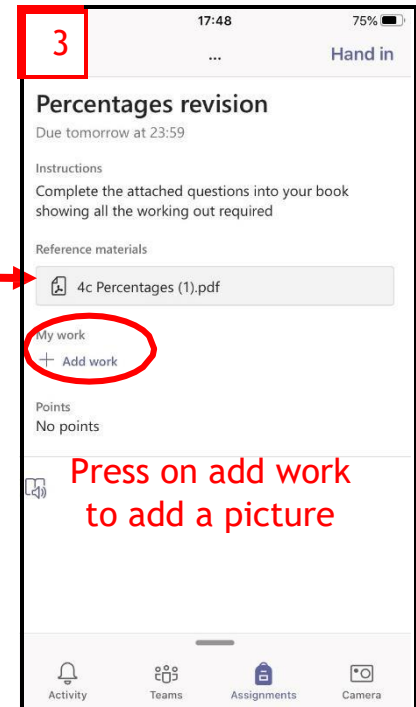 3
17:48
75%
...
Hand in
Percentages revision
Due tomorrow at 23:59
Instructions
Complete the attached questions into your book
showing all the working out required
Reference materials
4c Percentages (1).pdf
My work
+ Add work
Points
No points
Press on add work
to add a picture
Activity
Teams
Assignments
Camera